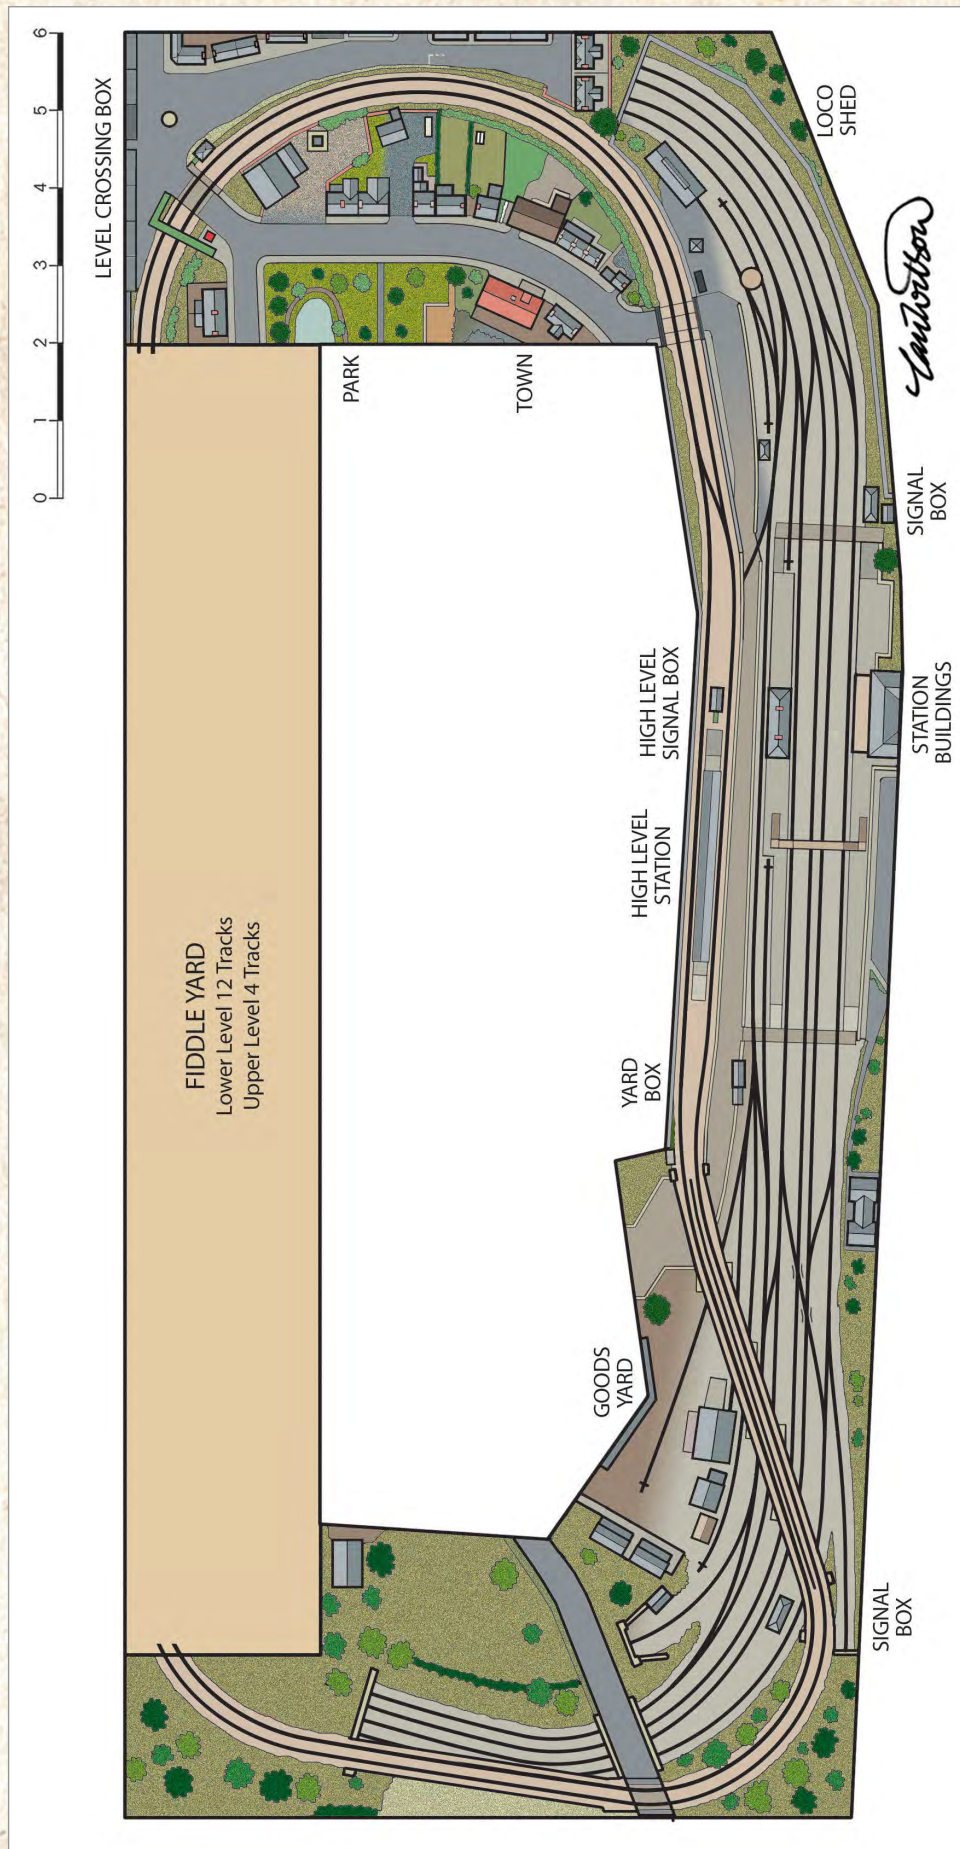 6
5
4
3
2
1
0
LEVEL CROSSING BOX
LOCO
SHED
Ian Wilson
PARK
TOWN
SIGNAL
BOX
HIGH LEVEL
SIGNAL BOX
STATION
BUILDINGS
HIGH LEVEL
STATION
FIDDLE YARD
Lower Level 12 Tracks
Upper Level 4 Tracks
YARD
BOX
GOODS
YARD
SIGNAL
BOX